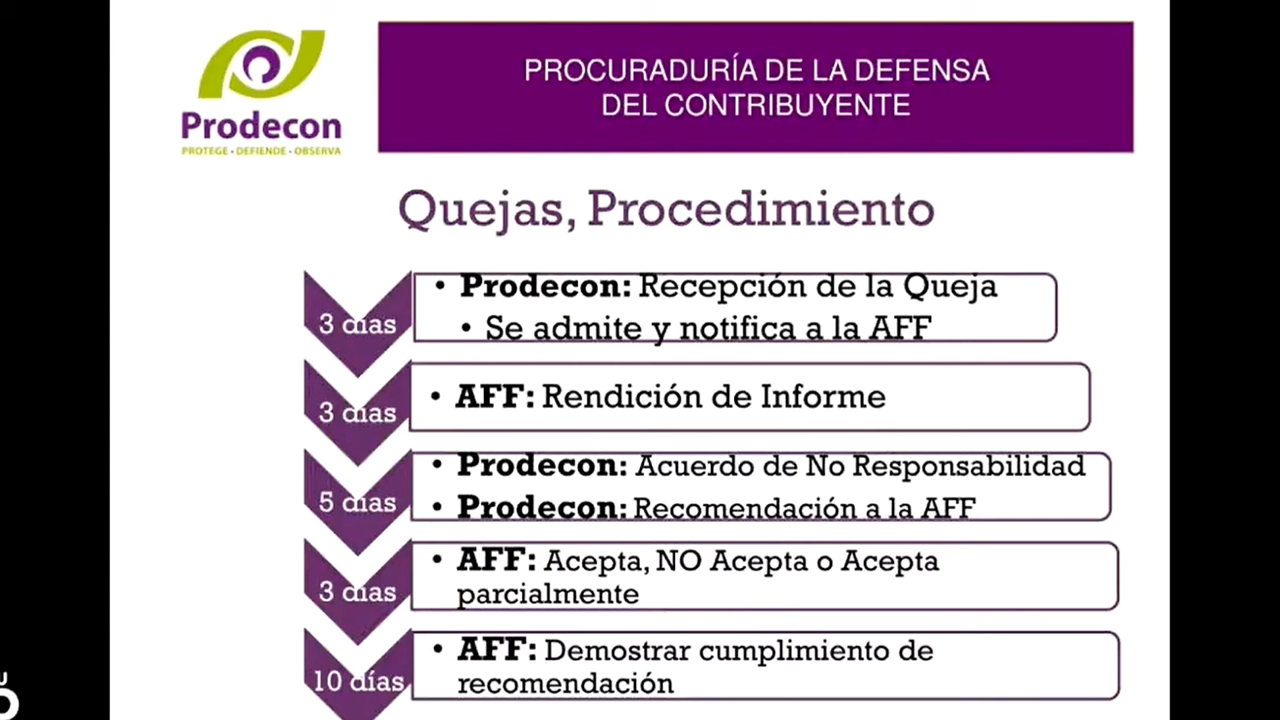 Prodecon
PROTEGE • DEFIENDE • OBSERVA
PROCURADURÍA DE LA DEFENSA
DEL CONTRIBUYENTE
Quejas, Procedimiento
3 días
• Prodecon: Recepción de la Queja
• Se admite y notifica a la AFF
3 días
• AFF: Rendición de Informe
5 días
• Prodecon: Acuerdo de No Responsabilidad
• Prodecon: Recomendación a la AFF
3 días
• AFF: Acepta, NO Acepta o Acepta
parcialmente
10 días
• AFF: Demostrar cumplimiento de
recomendación